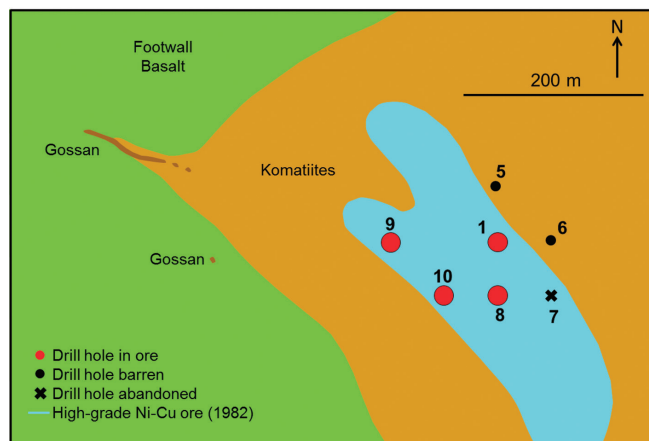 Footwall
Basalt
N
200 m
Gossan
Komatiites
5
9
1
6
Gossan
10
8
7
Drill hole in ore
Drill hole barren
Drill hole abandoned
High-grade Ni-Cu ore (1982)